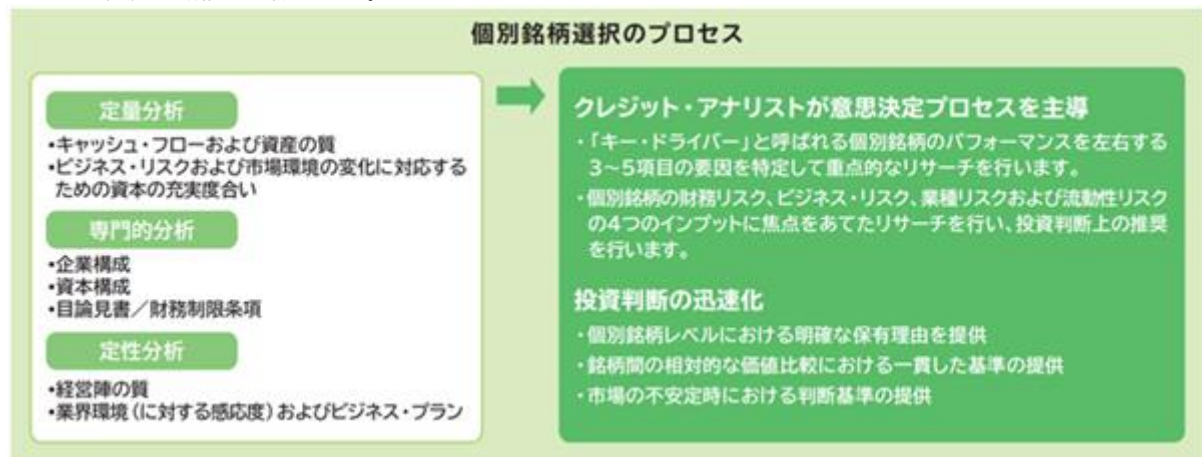 個別銘柄選択のプロセス
定量分析
•キャッシュ・フローおよび資産の質
•ビジネス・リスクおよび市場環境の変化に対応する
ための資本の充実度合い
専門的分析
•企業構成
•資本構成
•目論見書／財務制限条項
定性分析
•経営陣の質
•業界環境（に対する感応度）およびビジネス・プラン
クレジット・アナリストが意思決定プロセスを主導
・「キー・ドライバー」と呼ばれる個別銘柄のパフォーマンスを左右する
3～5項目の要因を特定して重点的なリサーチを行います。
・個別銘柄の財務リスク、ビジネス・リスク、業種リスクおよび流動性リスク
の4つのインプットに焦点をあてたリサーチを行い、投資判断上の推奨
を行います。
投資判断の迅速化
・個別銘柄レベルにおける明確な保有理由を提供
・銘柄間の相対的な価値比較における一貫した基準の提供
・市場の不安定時における判断基準の提供